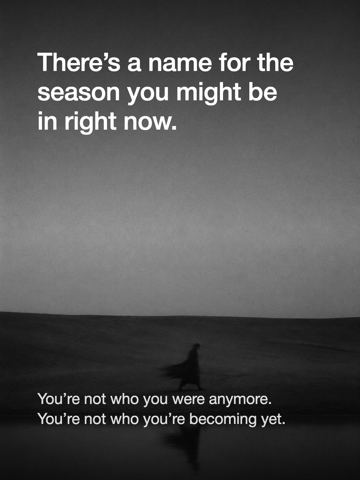 There’s a name for the
season you might be
in right now.
You’re not who you were anymore.
You’re not who you’re becoming yet.